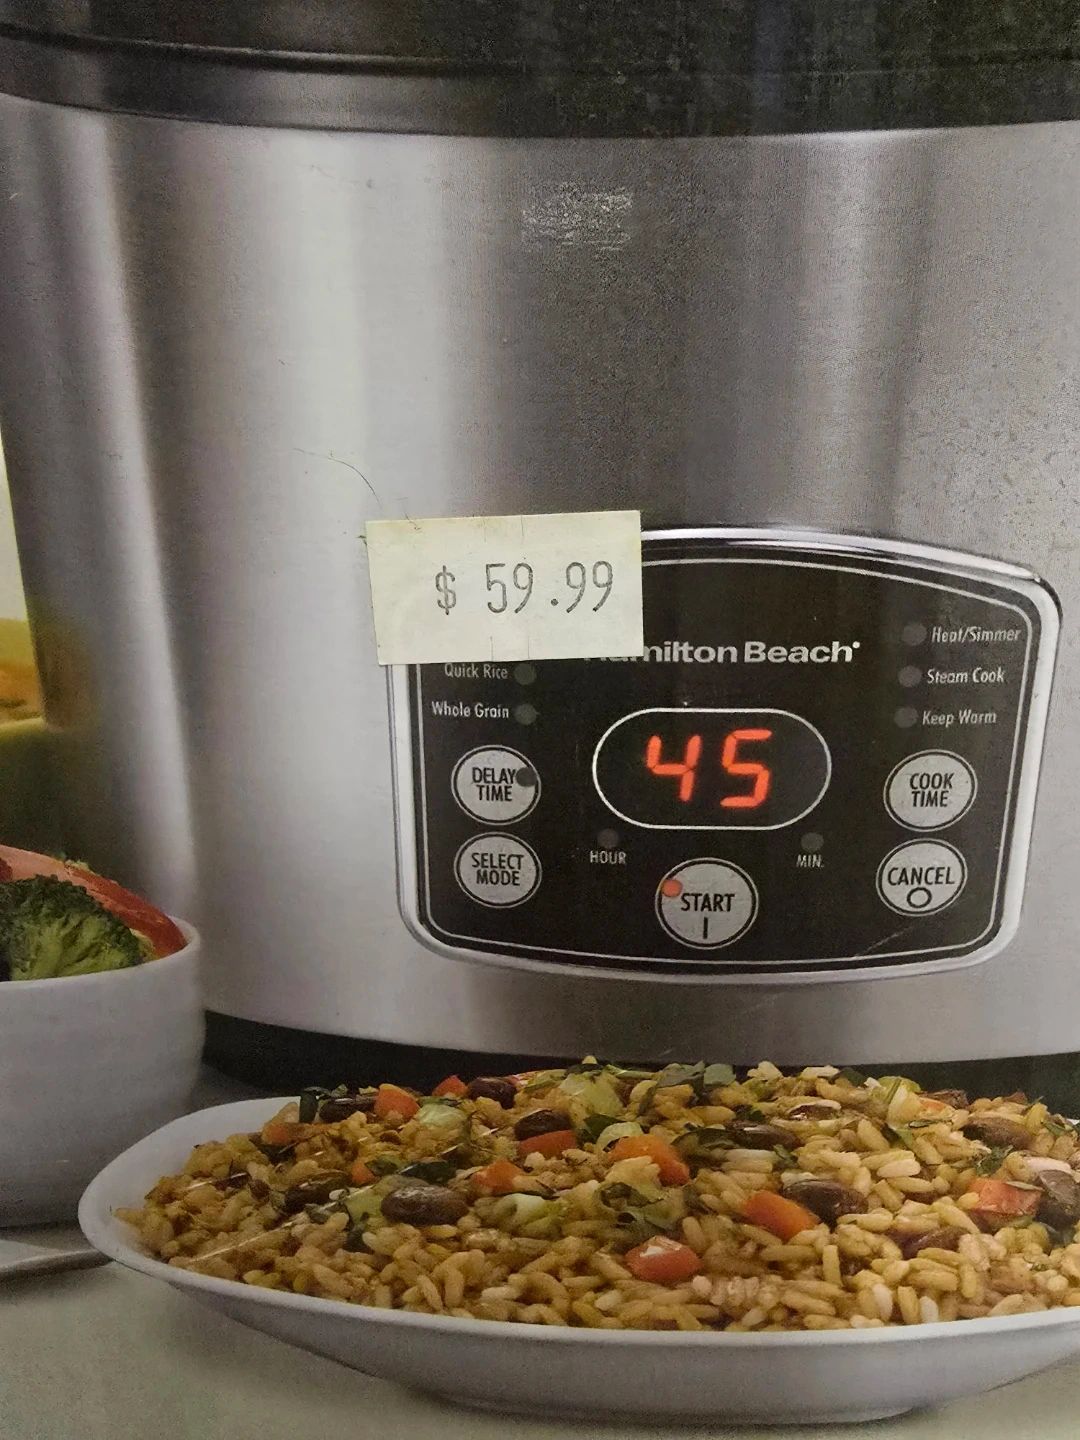 $ 59.99
Hamilton Beach
Quick Rice
Whole Grain
Heat/Simmer
Steam Cook
Keep Warm
45
DELAY
TIME
COOK
TIME
HOUR
MIN.
SELECT
MODE
START
I
CANCEL
O